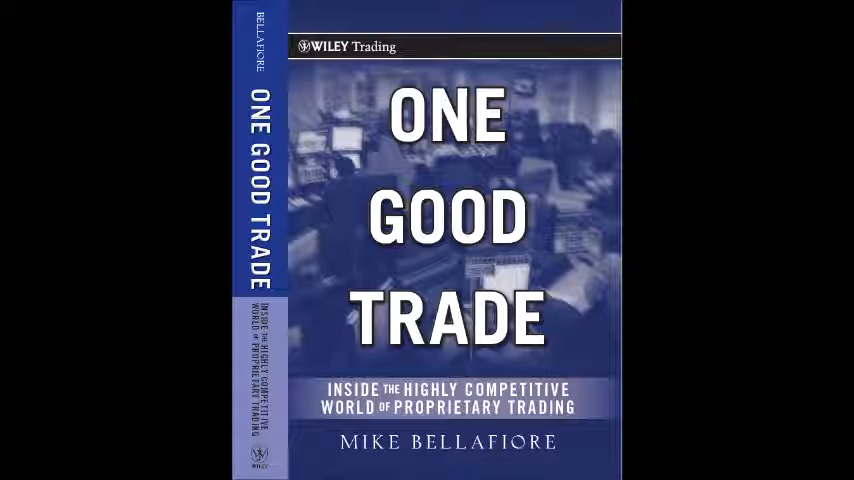 BELLAFIORE
ONE GOOD TRADE
INSIDE THE HIGHLY COMPETITIVE
WORLD OF PROPRIETARY TRADING
WILEY
WILEY Trading
ONE
GOOD
TRADE
INSIDE THE HIGHLY COMPETITIVE
WORLD OF PROPRIETARY TRADING
MIKE BELLAFIORE